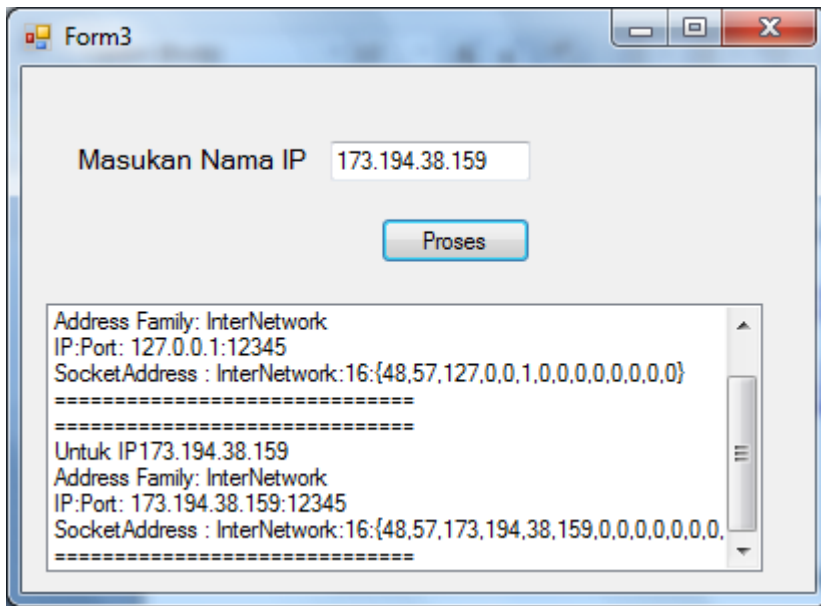 Form3
Masukan Nama IP 173.194.38.159
Proses
Address Family: InterNetwork
IP:Port: 127.0.0.1:12345
SocketAddress : InterNetwork:16:{48,57,127,0,0,1,0,0,0,0,0,0,0,0}
==============================
==============================
Untuk IP173.194.38.159
Address Family: InterNetwork
IP:Port: 173.194.38.159:12345
SocketAddress : InterNetwork:16:{48,57,173,194,38,159,0,0,0,0,0,0,0,
==============================